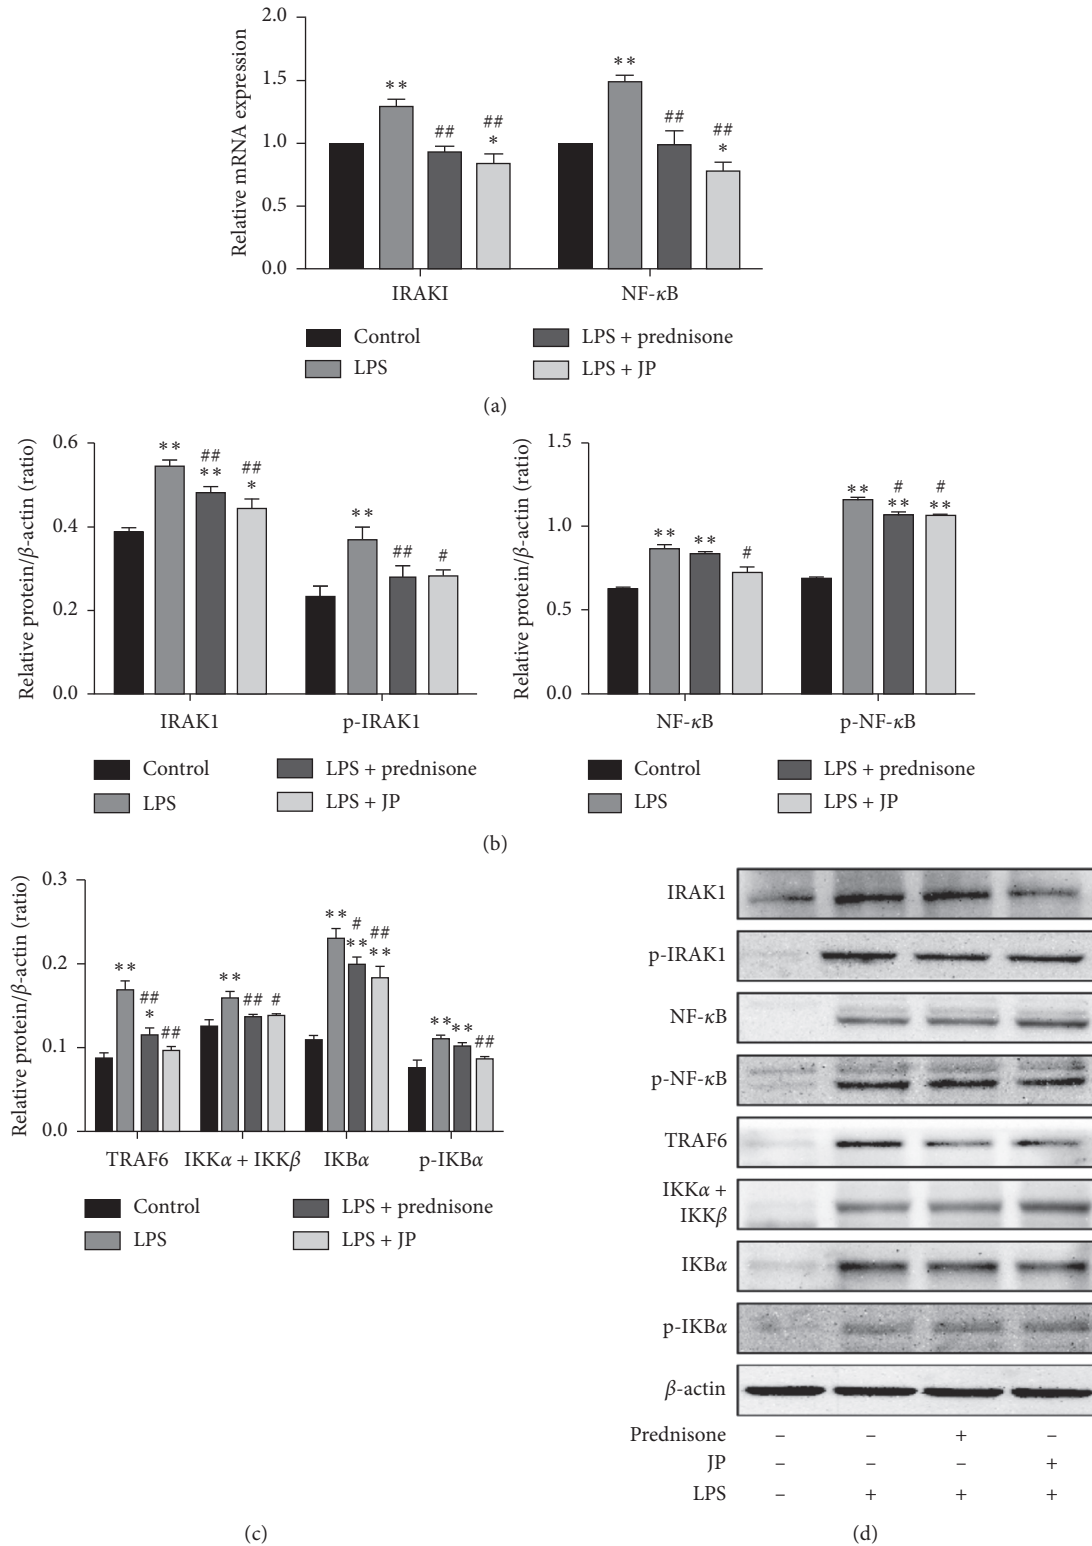 Relative mRNA expression
2.0
1.5
1.0
0.5
0.0
**
##
##
*
**
##
##
*
IRAKI
NF-κB
Control
LPS + prednisone
LPS
LPS + JP
(a)
Relative protein/β-actin (ratio)
0.6
0.4
0.2
0.0
**
##
**
##
*
**
##
#
IRAK1
p-IRAK1
Control
LPS + prednisone
LPS
LPS + JP
Relative protein/β-actin (ratio)
1.5
1.0
0.5
0.0
**
**
#
**
#
**
#
**
NF-κB
p-NF-κB
Control
LPS + prednisone
LPS
LPS + JP
(b)
Relative protein/β-actin (ratio)
0.3
0.2
0.1
0.0
**
##
*
##
**
##
#
**
#
**
##
**
**
**
##
TRAF6
IKKα + IKKβ
IKBα
p-IKBα
Control
LPS + prednisone
LPS
LPS + JP
(c)
IRAK1
p-IRAK1
NF-κB
p-NF-κB
TRAF6
IKKα +
IKKβ
IKBα
p-IKBα
β-actin
Prednisone – – + –
JP – – – +
LPS – + + +
(d)